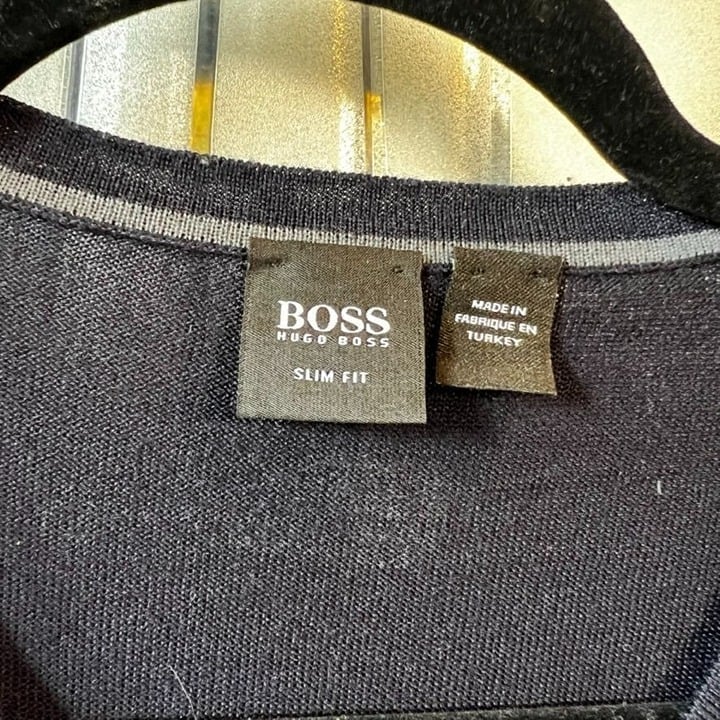 BOSS
HUGO BOSS
SLIM FIT
MADE IN
FABRIQUE EN
TURKEY